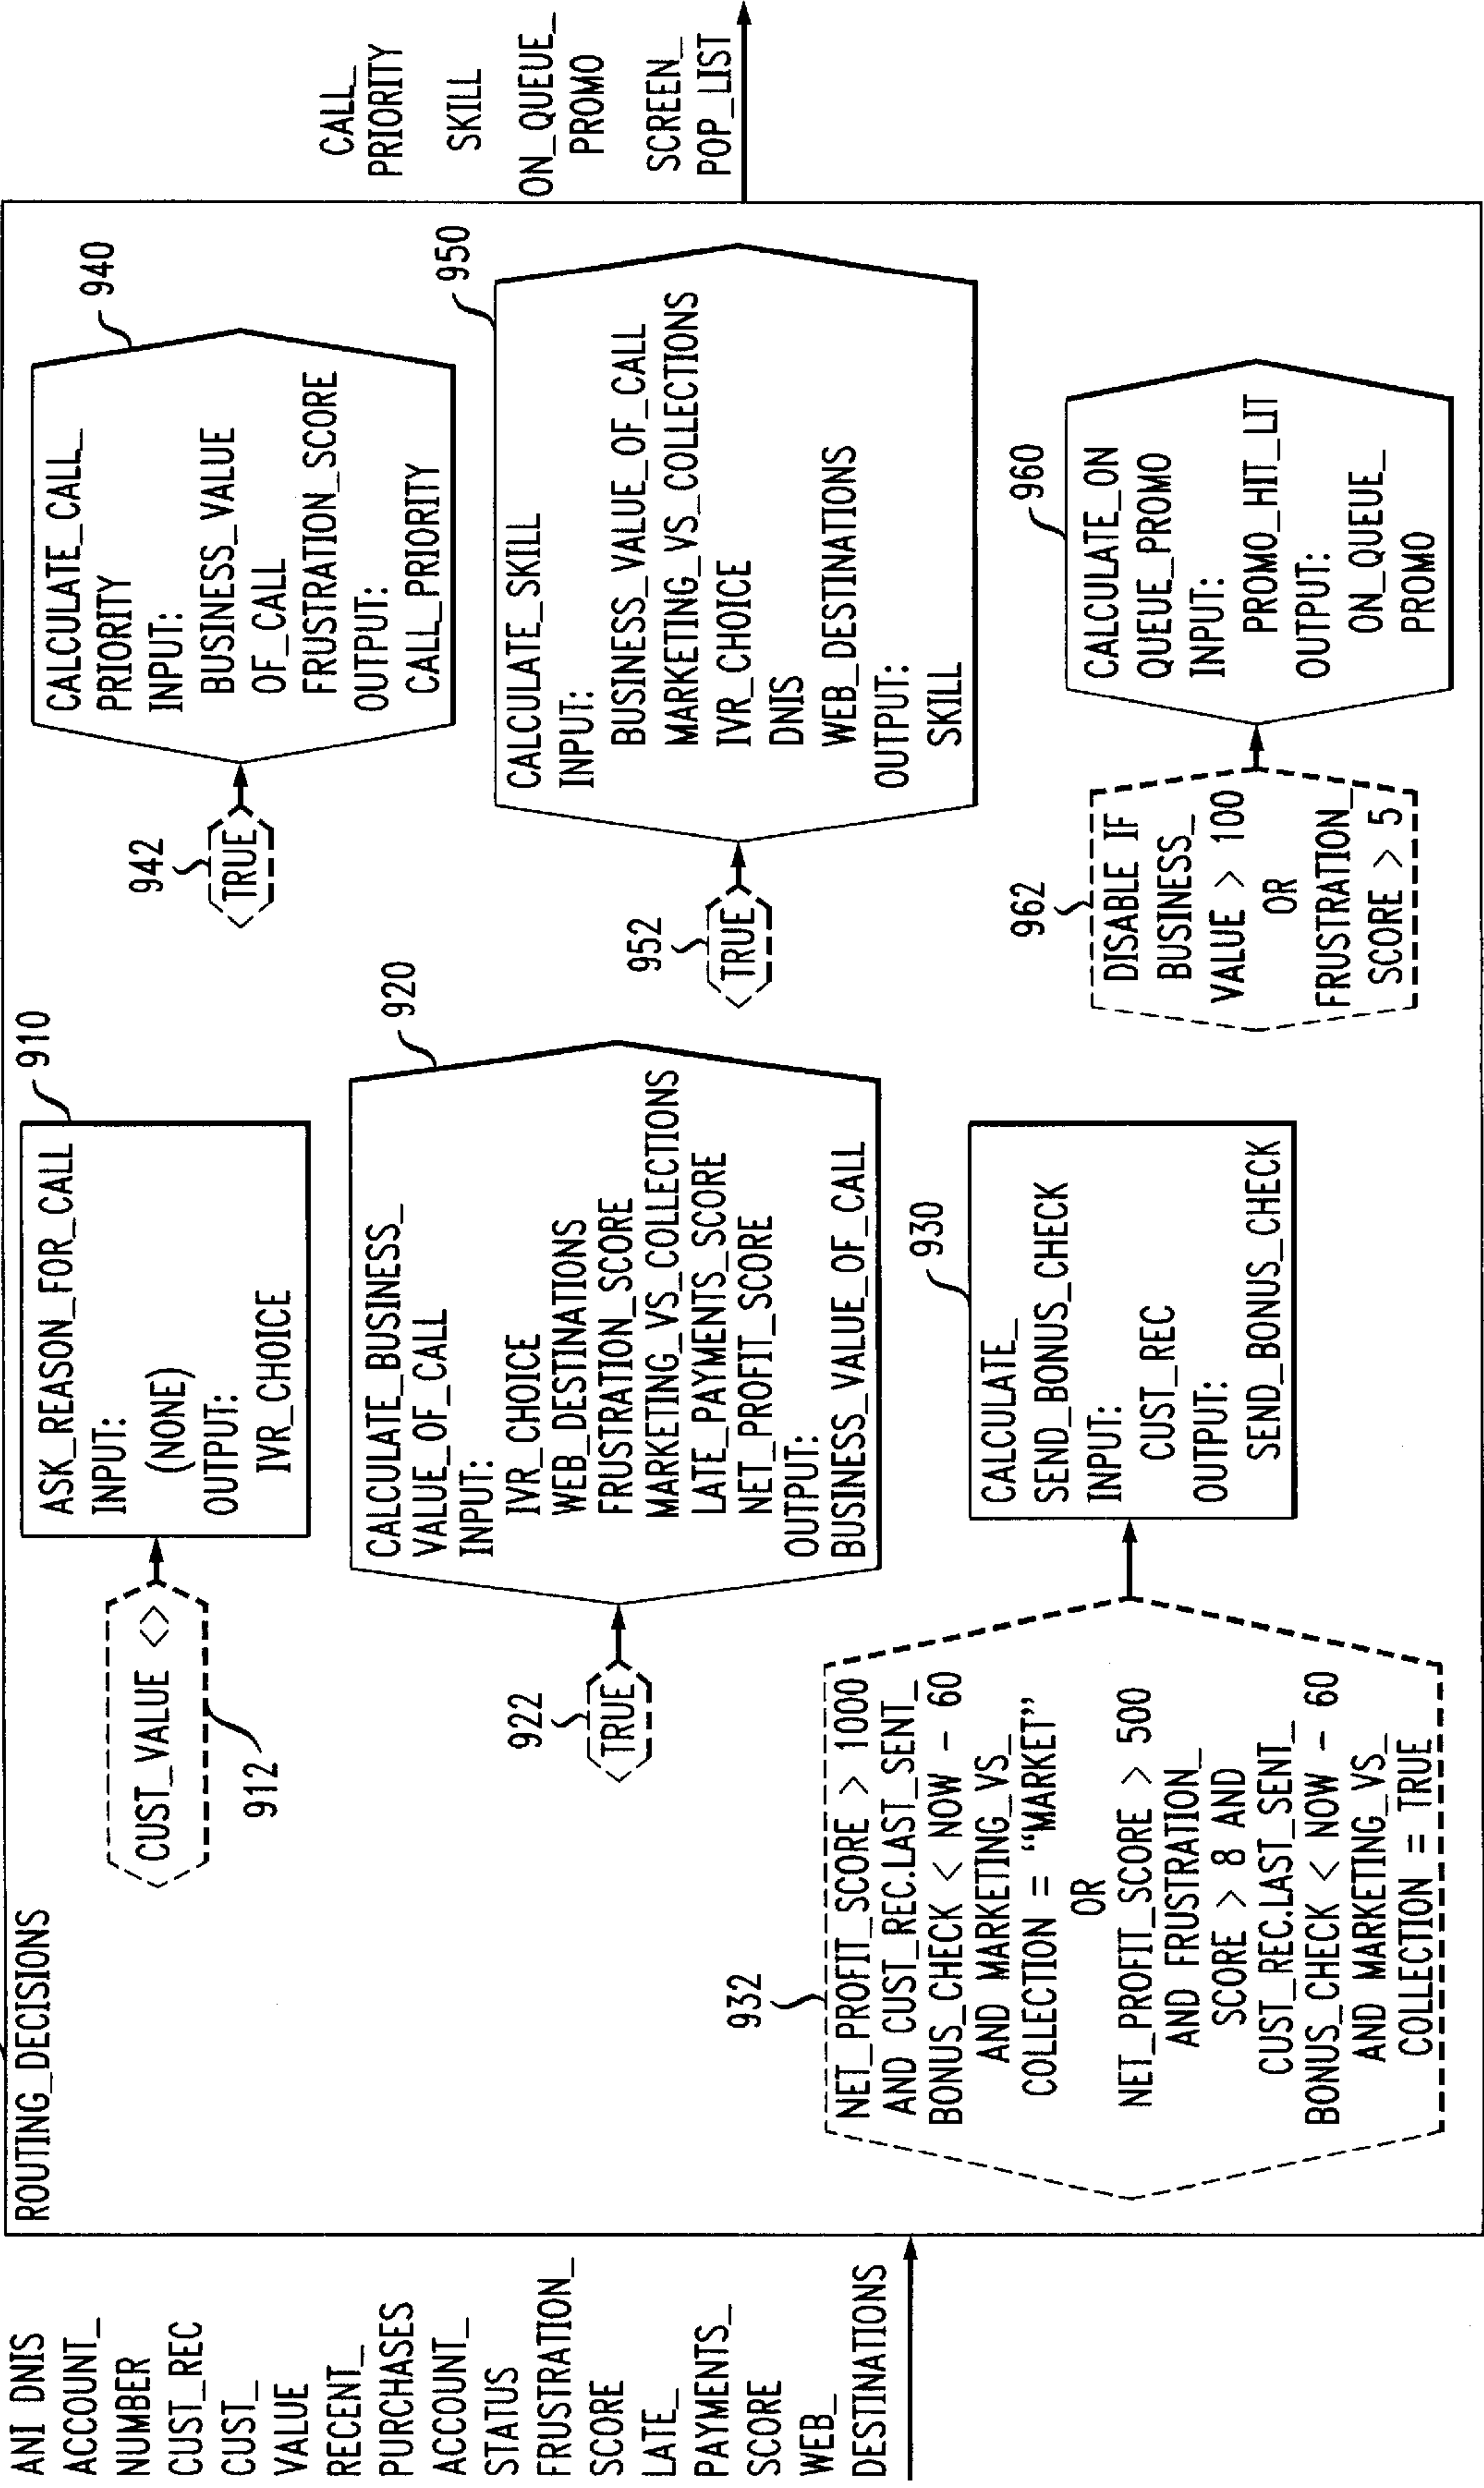 ANI DNIS
ACCOUNT_
NUMBER
CUST_REC
CUST_
VALUE
RECENT_
PURCHASES
ACCOUNT_
STATUS
FRUSTRATION_
SCORE
LATE_
PAYMENTS_
SCORE
WEB_
DESTINATIONS
ROUTING_DECISIONS
CUST_VALUE <>
912
ASK_REASON_FOR_CALL
INPUT:
(NONE)
OUTPUT:
IVR_CHOICE
910
922
TRUE
CALCULATE_BUSINESS_
VALUE_OF_CALL
INPUT:
IVR_CHOICE
WEB_DESTINATIONS
FRUSTRATION_SCORE
MARKETING_VS_COLLECTIONS
LATE_PAYMENTS_SCORE
NET_PROFIT_SCORE
OUTPUT:
BUSINESS_VALUE_OF_CALL
920
932
NET_PROFIT_SCORE > 1000
AND CUST_REC.LAST_SENT_
BONUS_CHECK < NOW - 60
AND MARKETING_VS_
COLLECTION = "MARKET"
OR
NET_PROFIT_SCORE > 500
AND FRUSTRATION_
SCORE > 8 AND
CUST_REC.LAST_SENT_
BONUS_CHECK < NOW - 60
AND MARKETING_VS_
COLLECTION = TRUE
CALCULATE_
SEND_BONUS_CHECK
INPUT:
CUST_REC
OUTPUT:
SEND_BONUS_CHECK
930
942
TRUE
CALCULATE_CALL_
PRIORITY
INPUT:
BUSINESS_VALUE
OF_CALL
FRUSTRATION_SCORE
OUTPUT:
CALL_PRIORITY
940
952
TRUE
CALCULATE_SKILL
INPUT:
BUSINESS_VALUE_OF_CALL
MARKETING_VS_COLLECTIONS
IVR_CHOICE
DNIS
WEB_DESTINATIONS
OUTPUT:
SKILL
950
962
DISABLE IF
BUSINESS_
VALUE > 100
OR
FRUSTRATION_
SCORE > 5
CALCULATE_ON
QUEUE_PROMO
INPUT:
PROMO_HIT_LIT
OUTPUT:
ON_QUEUE_
PROMO
960
CALL_
PRIORITY
SKILL
ON_QUEUE_
PROMO
SCREEN_
POP_LIST